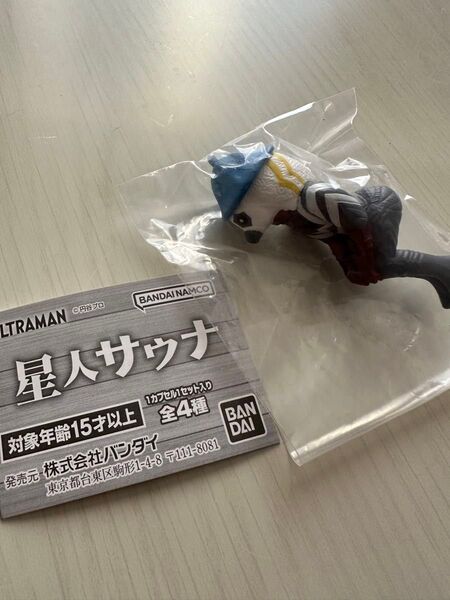 LTRAMAN
©円谷プロ
BANDAI NAMCO
星人サウナ
対象年齢15才以上
1カプセル1セット入り
全4種
BAN
DAI
発売元 株式会社バンダイ
東京都台東区駒形1-4-8 〒111-8081